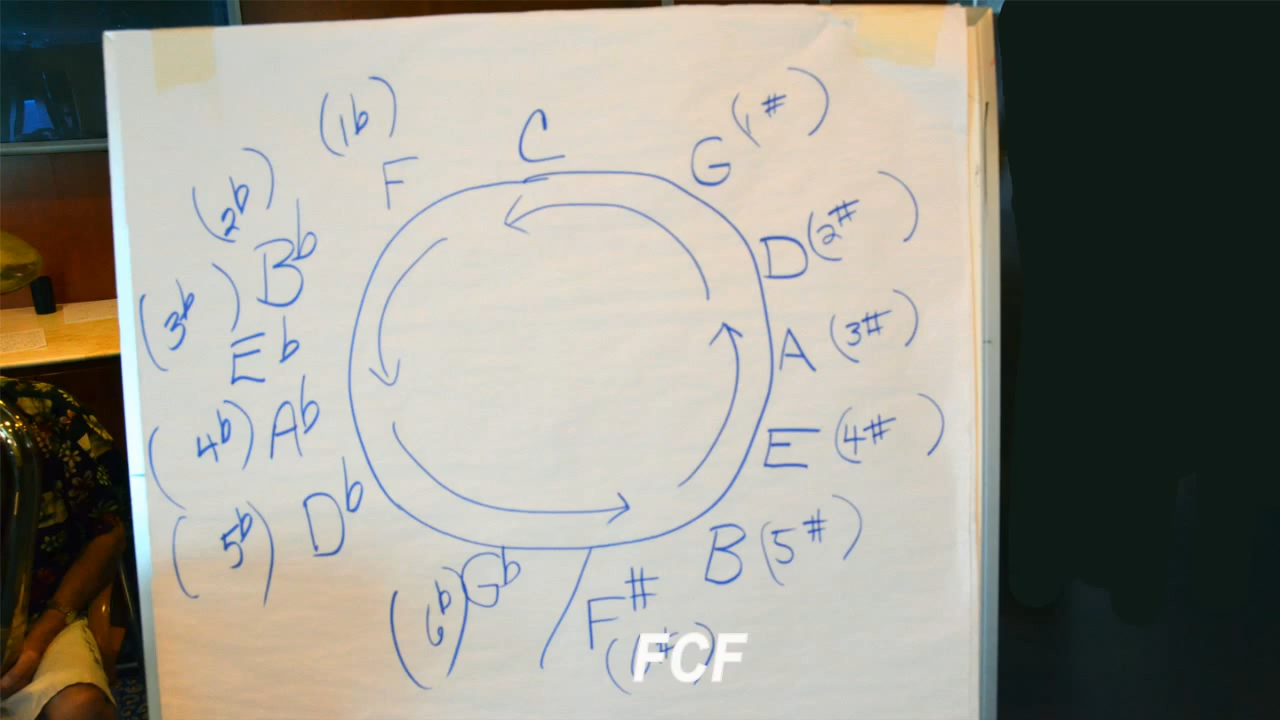 C
G (1#)
D (2#)
A (3#)
E (4#)
B (5#)
F#
Gb (6b)
Db (5b)
Ab (4b)
Eb (3b)
Bb (2b)
F (1b)
FCF